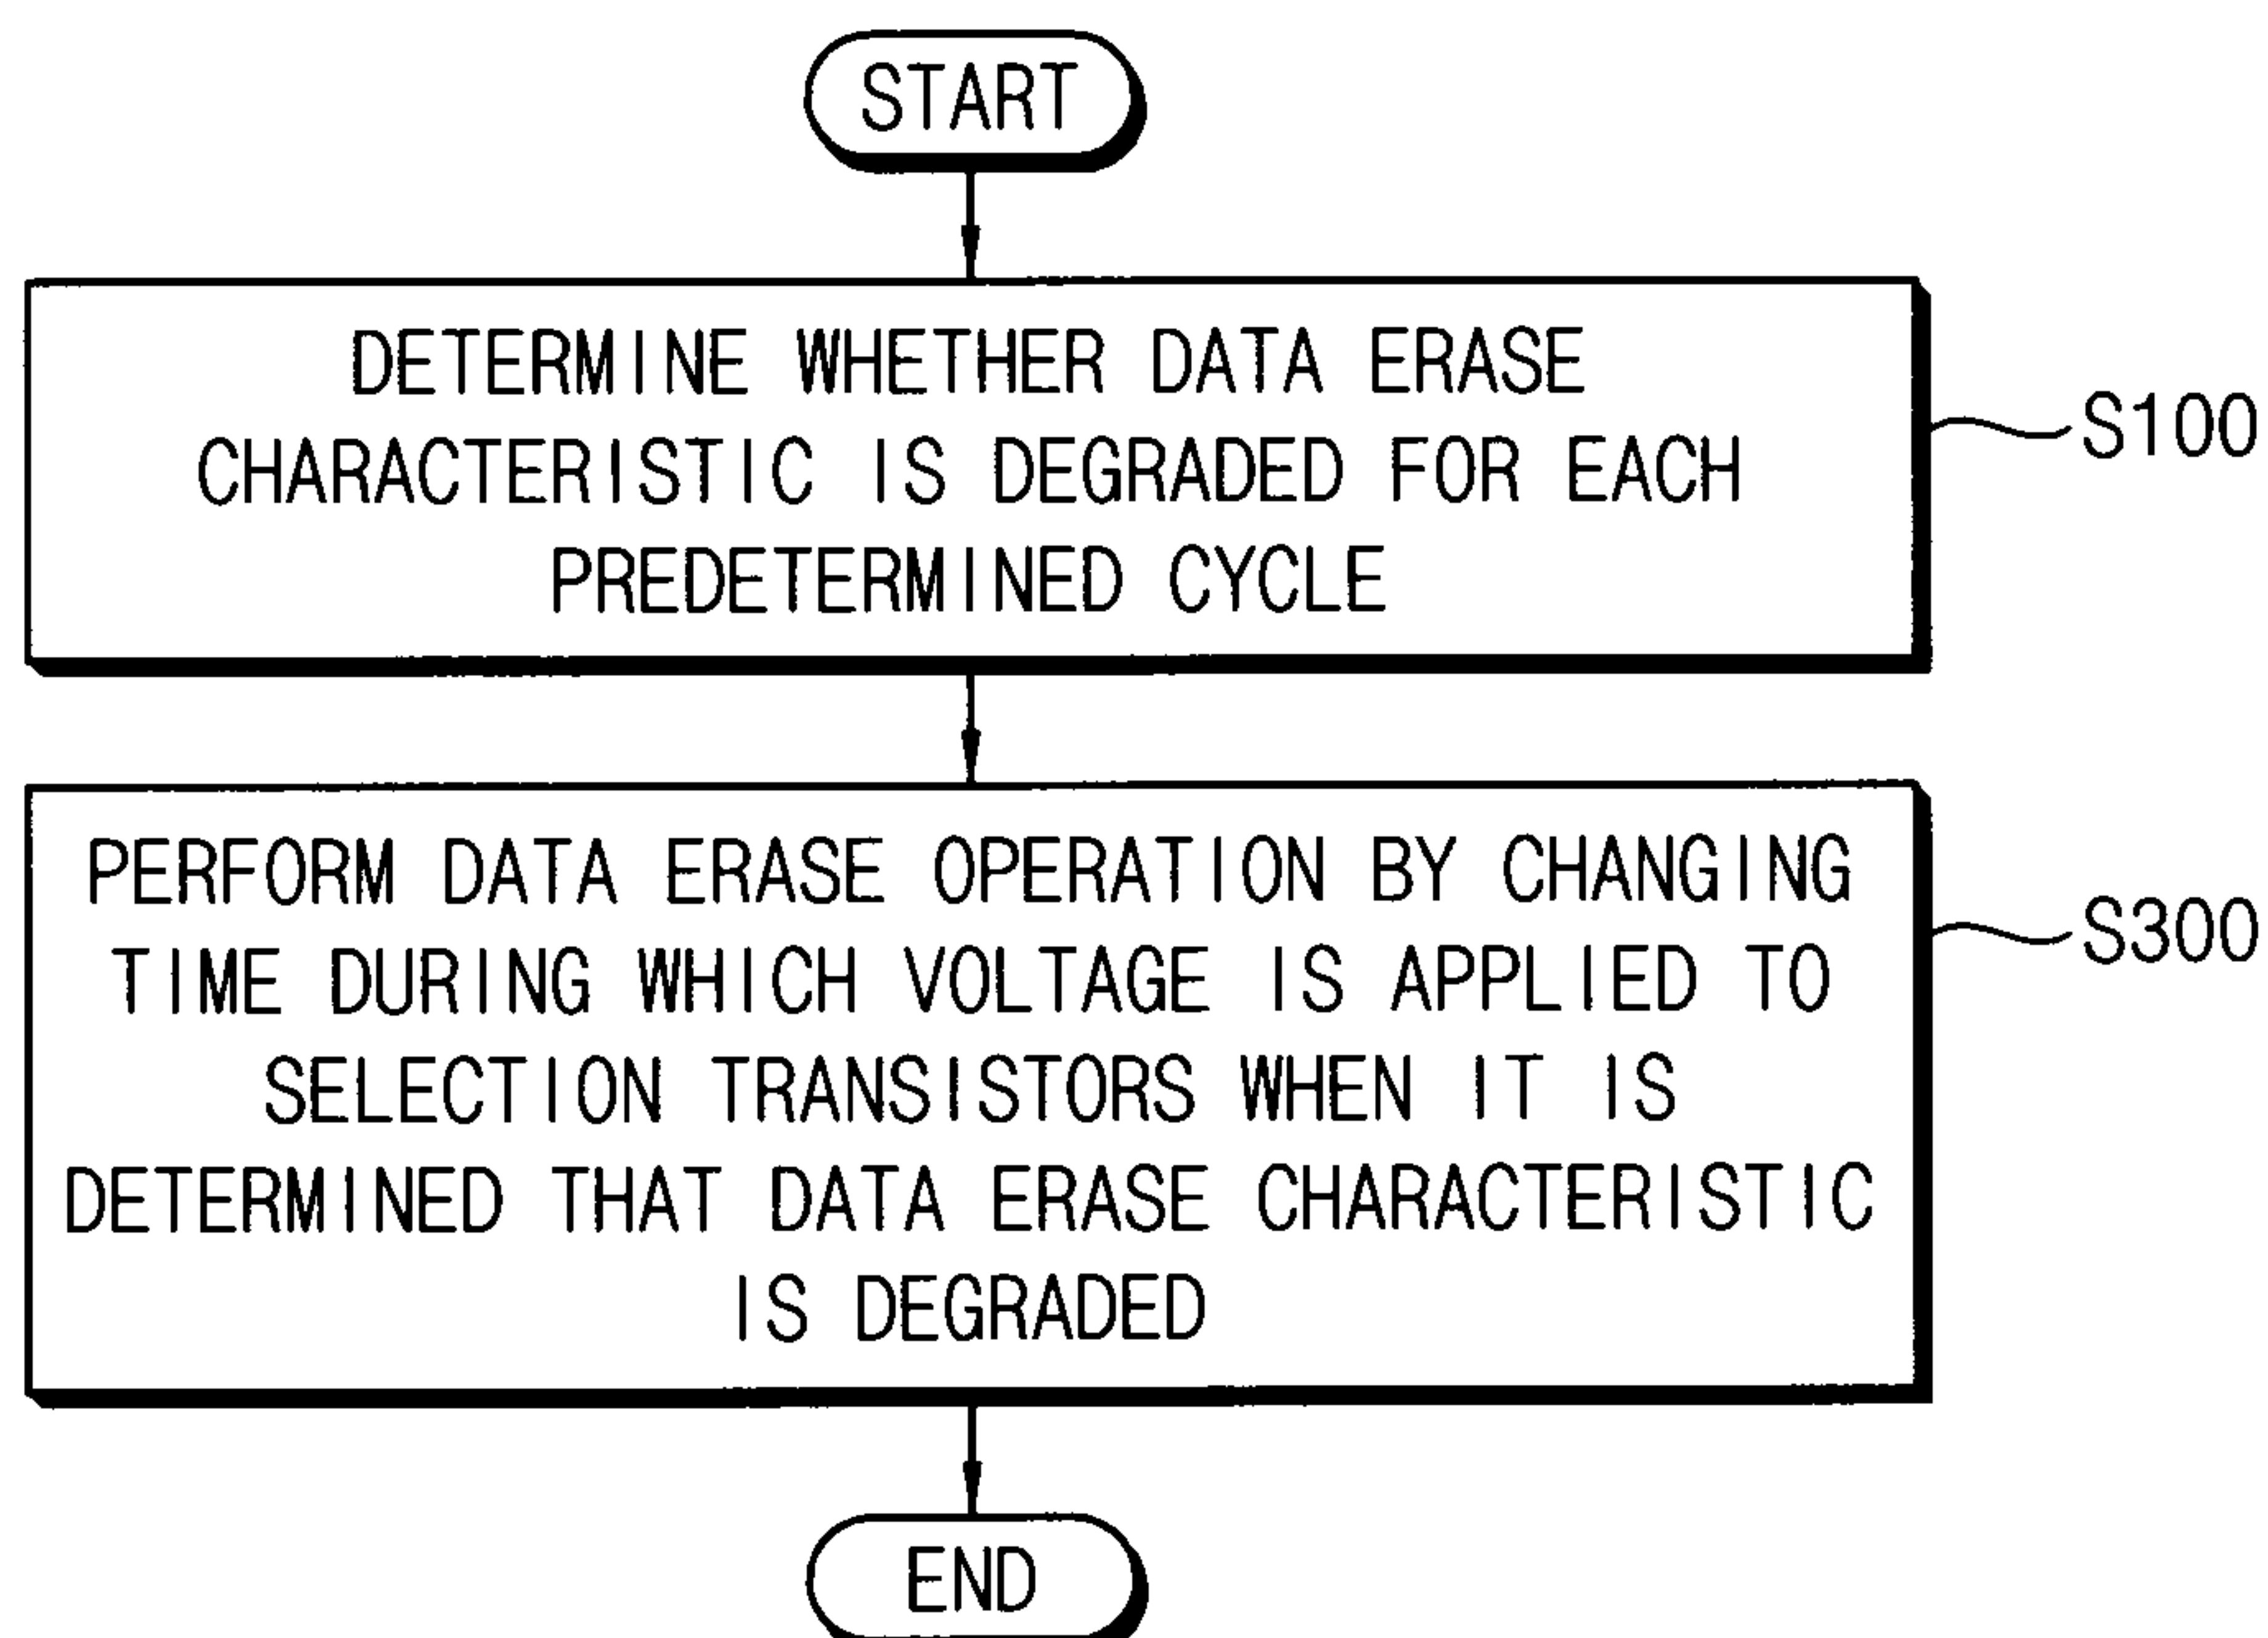 START
DETERMINE WHETHER DATA ERASE
CHARACTERISTIC IS DEGRADED FOR EACH
PREDETERMINED CYCLE
S100
PERFORM DATA ERASE OPERATION BY CHANGING
TIME DURING WHICH VOLTAGE IS APPLIED TO
SELECTION TRANSISTORS WHEN IT IS
DETERMINED THAT DATA ERASE CHARACTERISTIC
IS DEGRADED
S300
END